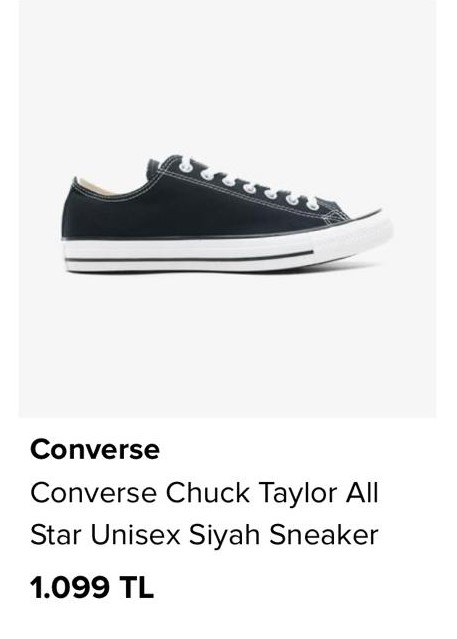 Converse
Converse Chuck Taylor All
Star Unisex Siyah Sneaker
1.099 TL